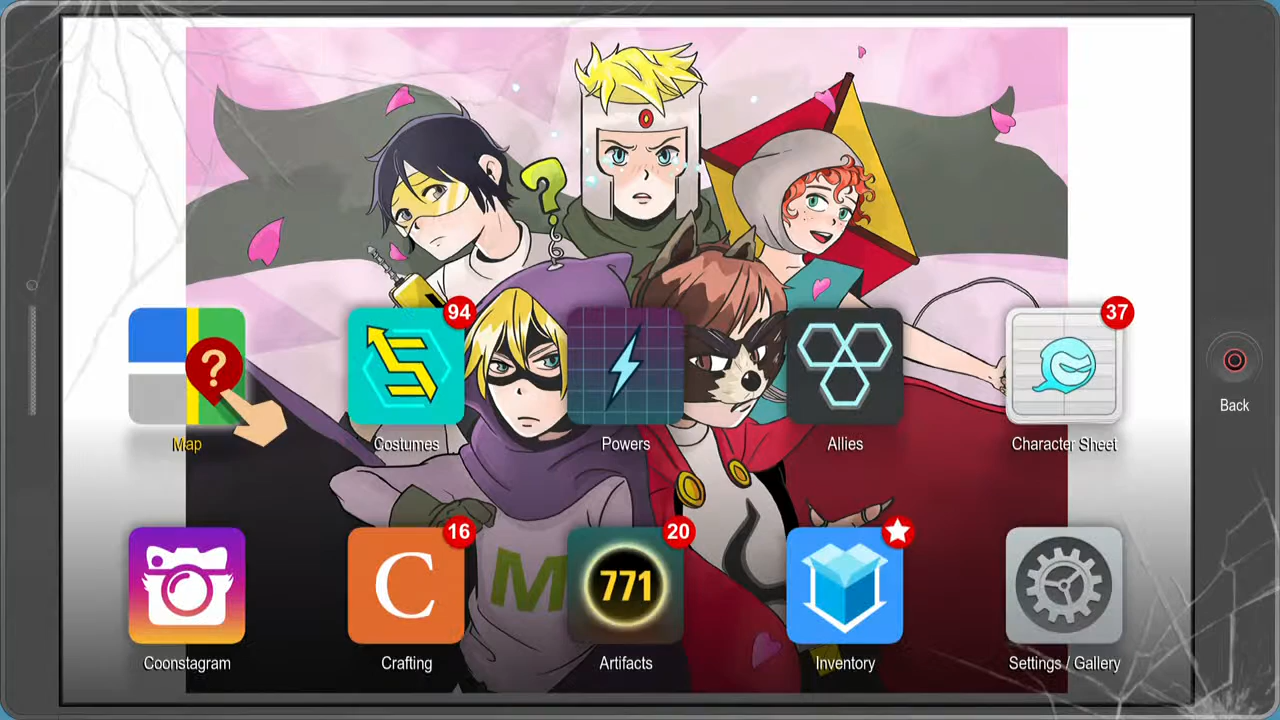 94
37
?
Map
Costumes
Powers
Allies
Character Sheet
Back
16
20
C
771
M
Coonstagram
Crafting
Artifacts
Inventory
Settings / Gallery